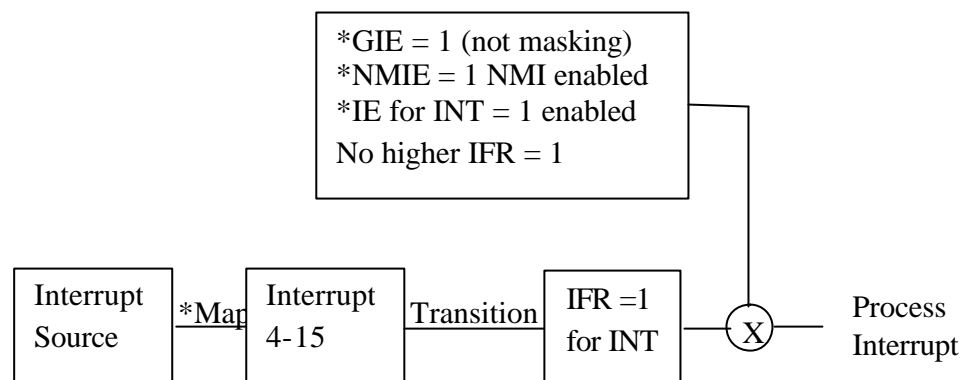 *GIE = 1 (not masking)
*NMIE = 1 NMI enabled
*IE for INT = 1 enabled
No higher IFR = 1
Interrupt
Source
*Map
Interrupt
4-15
Transition
IFR =1
for INT
X
Process
Interrupt